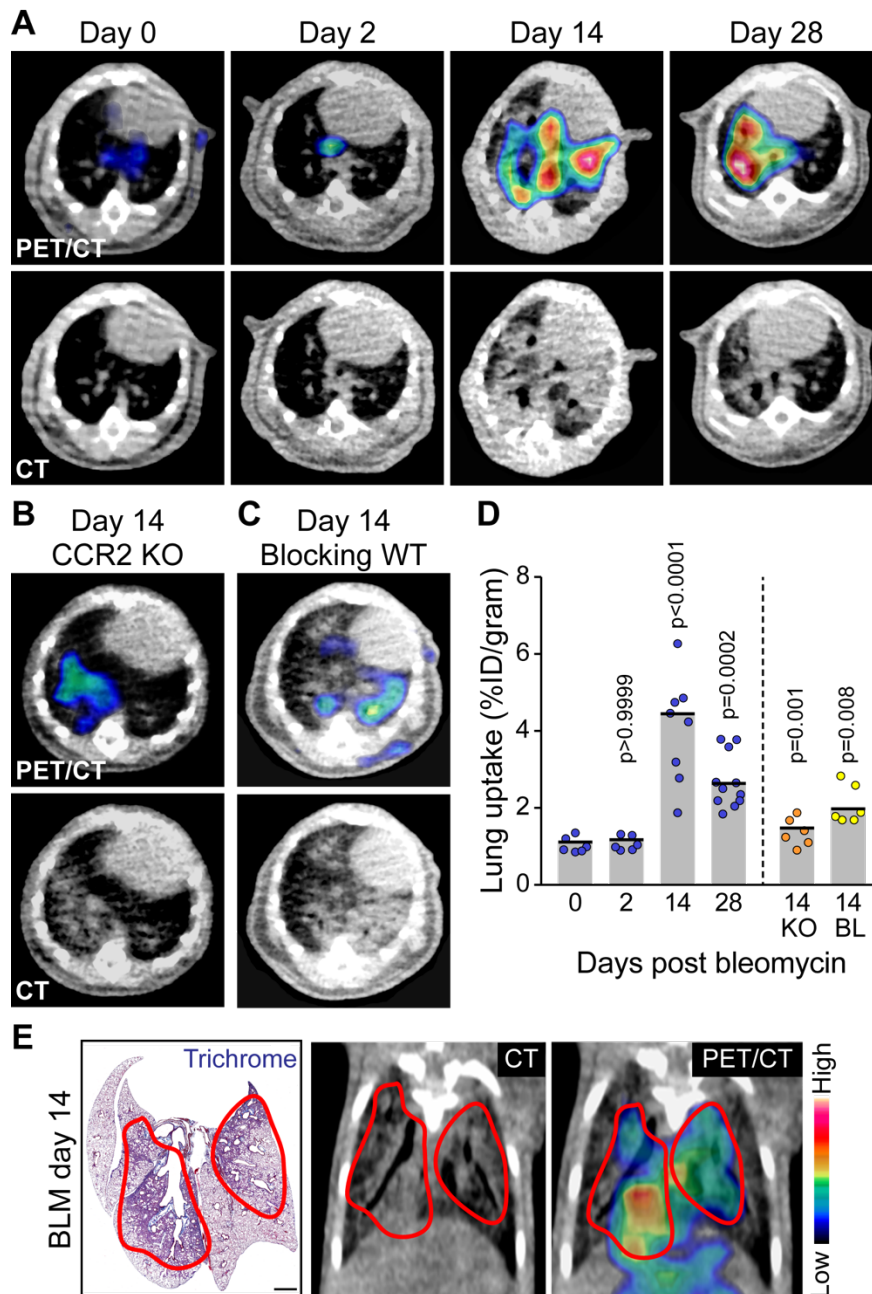 A
Day 0
Day 2
Day 14
Day 28
PET/CT
CT
B
Day 14
CCR2 KO
PET/CT
CT
C
Day 14
Blocking WT
D
Lung uptake (%ID/gram)
8
6
4
2
0
p>0.9999
p<0.0001
p=0.0002
p=0.001
p=0.008
0
2
14
28
14
KO
14
BL
Days post bleomycin
E
BLM day 14
Trichrome
CT
PET/CT
High
Low